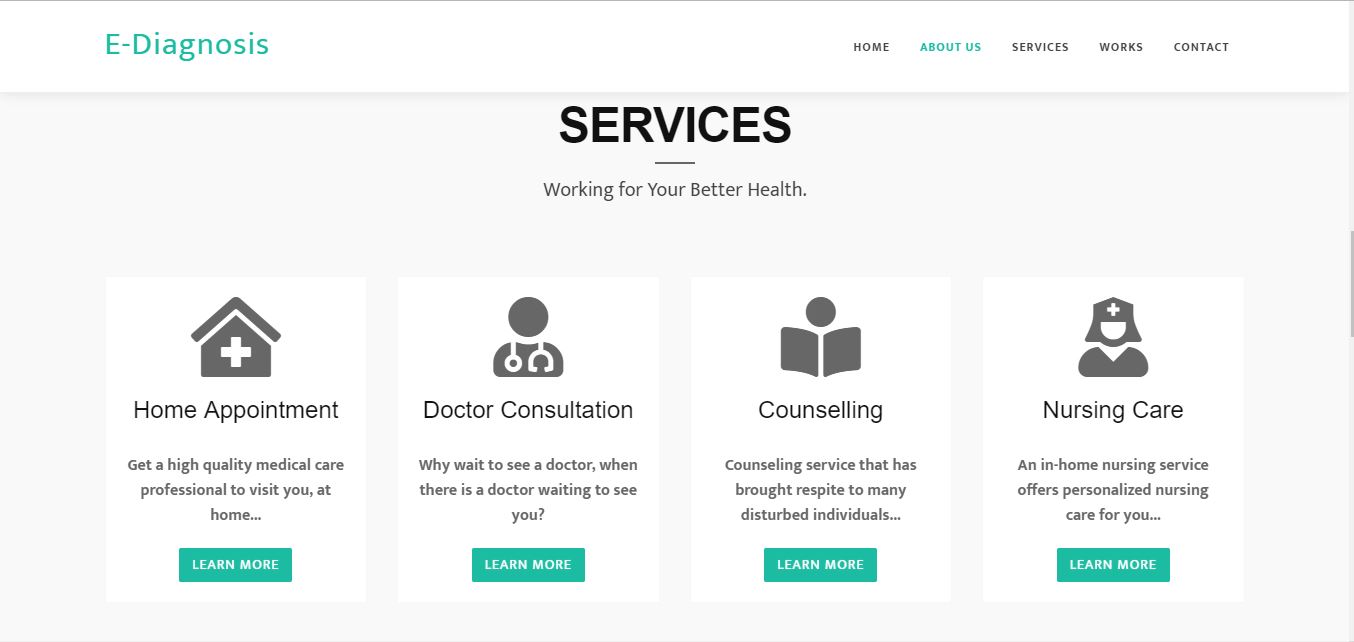 E-Diagnosis
HOME ABOUT US SERVICES WORKS CONTACT
SERVICES
Working for Your Better Health.
Home Appointment
Get a high quality medical care
professional to visit you, at
home...
LEARN MORE
Doctor Consultation
Why wait to see a doctor, when
there is a doctor waiting to see
you?
LEARN MORE
Counselling
Counseling service that has
brought respite to many
disturbed individuals...
LEARN MORE
Nursing Care
An in-home nursing service
offers personalized nursing
care for you...
LEARN MORE